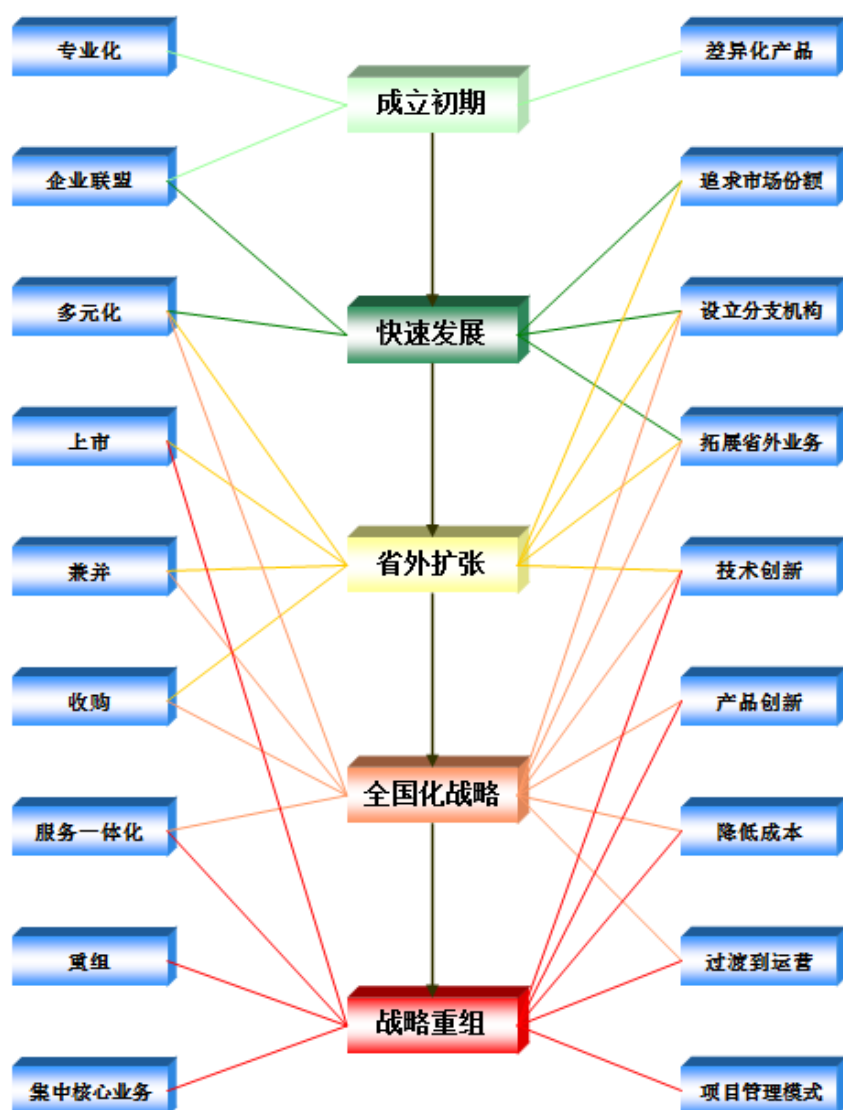 专业化
差异化产品
成立初期
企业联盟
追求市场份额
多元化
设立分支机构
快速发展
上市
拓展省外业务
省外扩张
兼并
技术创新
收购
产品创新
全国化战略
服务一体化
降低成本
重组
过渡到运营
战略重组
集中核心业务
项目管理模式